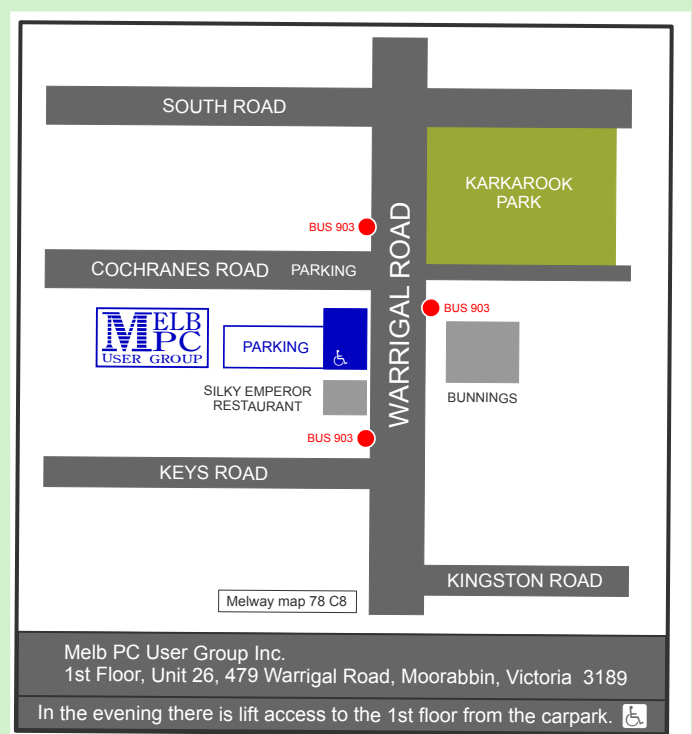 SOUTH ROAD
KARKAROOK
PARK
BUS 903
WARRIGAL ROAD
COCHRANES ROAD PARKING
BUS 903
MELB
PC
USER GROUP
PARKING
SILKY EMPEROR
RESTAURANT
BUNNINGS
BUS 903
KEYS ROAD
KINGSTON ROAD
Melway map 78 C8
Melb PC User Group Inc.
1st Floor, Unit 26, 479 Warrigal Road, Moorabbin, Victoria 3189
In the evening there is lift access to the 1st floor from the carpark.